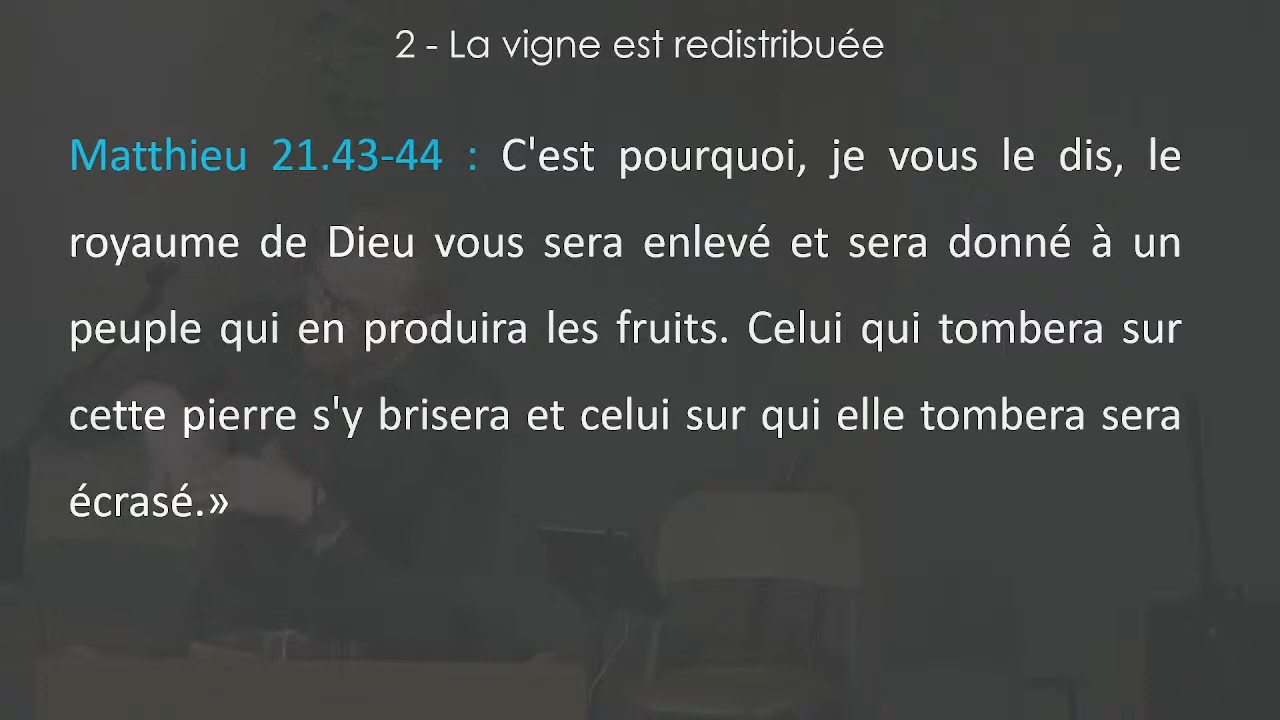 2 - La vigne est redistribuée
Matthieu 21.43-44 : C'est pourquoi, je vous le dis, le
royaume de Dieu vous sera enlevé et sera donné à un
peuple qui en produira les fruits. Celui qui tombera sur
cette pierre s'y brisera et celui sur qui elle tombera sera
écrasé.»